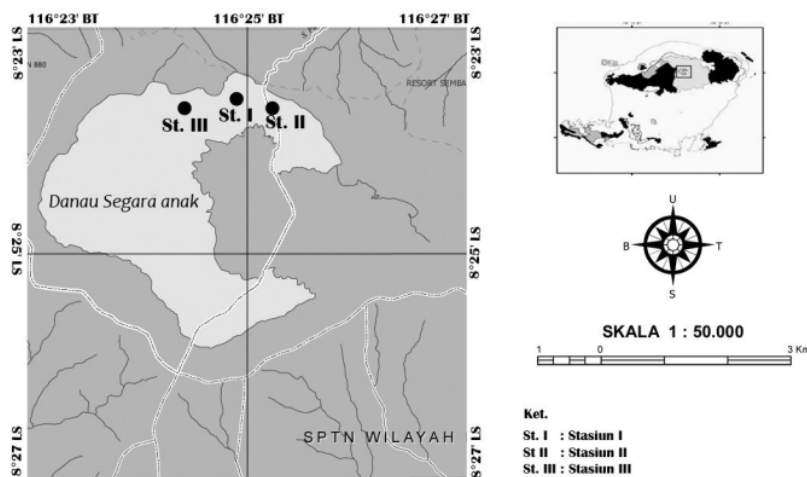 116°23' BT 116°25' BT 116°27' BT
8°23' LS
8°23' LS
N 880
RESORT SEMBA
St. III
St. I
St. II
Danau Segara anak
8°25' LS
8°25' LS
8°27' LS
8°27' LS
SPTN WILAYAH
U
B
T
S
SKALA 1 : 50.000
1 0 3 Km
Ket.
St. I : Stasiun I
St II : Stasiun II
St. III : Stasiun III